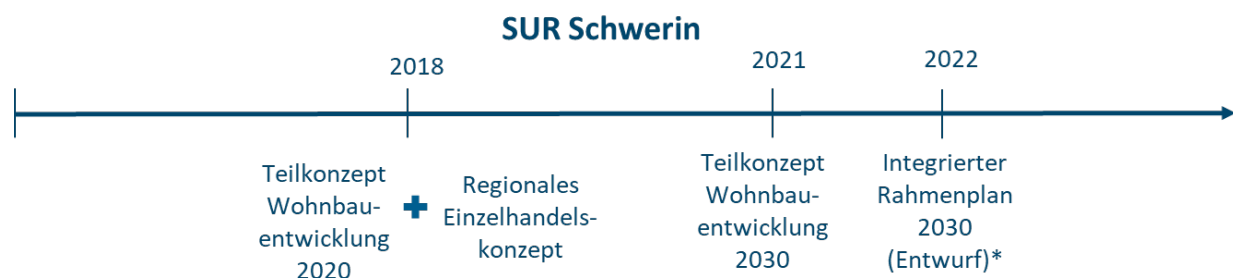 SUR Schwerin
2018
2021
2022
Teilkonzept
Wohnbau-
entwicklung
2020
+
Regionales
Einzelhandels-
konzept
Teilkonzept
Wohnbau-
entwicklung
2030
Integrierter
Rahmenplan
2030
(Entwurf)*